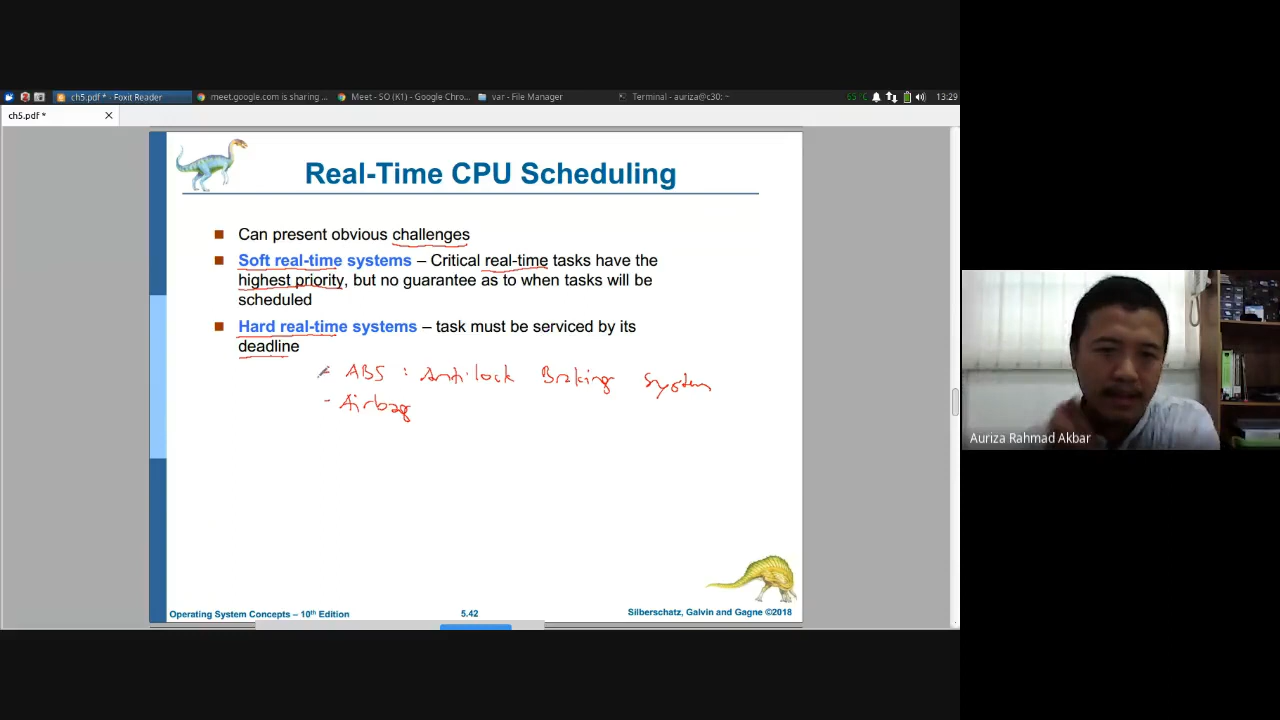 ch5.pdf * - Foxit Reader
meet.google.com is sharing ...
Meet - SO (K1) - Google Chro...
var - File Manager
Terminal - auriza@c30: ~
65°C
13:29
ch5.pdf *
Real-Time CPU Scheduling
Can present obvious challenges
Soft real-time systems – Critical real-time tasks have the
highest priority, but no guarantee as to when tasks will be
scheduled
Hard real-time systems – task must be serviced by its
deadline
ABS : Antilock Braking System
- Airbag
Operating System Concepts – 10th Edition
5.42
Silberschatz, Galvin and Gagne ©2018
Auriza Rahmad Akbar